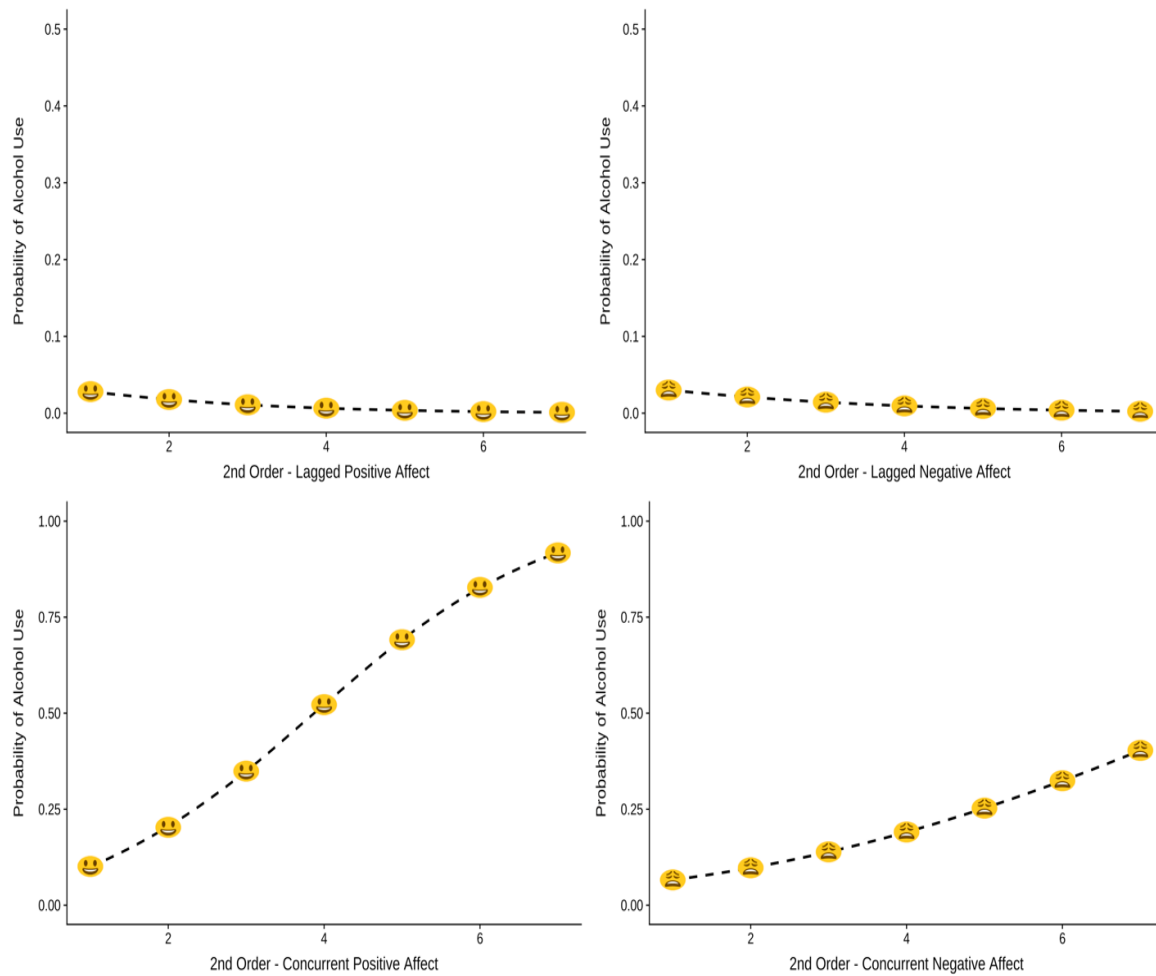 Probability of Alcohol Use
0.5
0.4
0.3
0.2
0.1
0.0
2 4 6
2nd Order - Lagged Positive Affect
Probability of Alcohol Use
0.5
0.4
0.3
0.2
0.1
0.0
2 4 6
2nd Order - Lagged Negative Affect
Probability of Alcohol Use
1.00
0.75
0.50
0.25
0.00
2 4 6
2nd Order - Concurrent Positive Affect
Probability of Alcohol Use
1.00
0.75
0.50
0.25
0.00
2 4 6
2nd Order - Concurrent Negative Affect